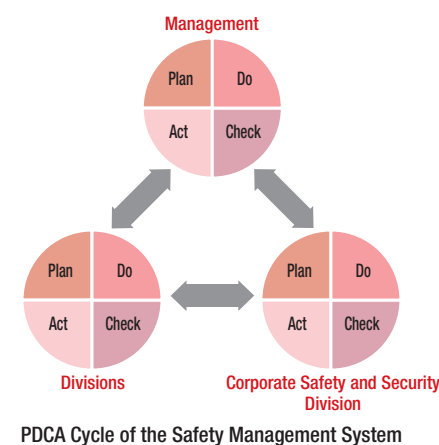 Management
Plan Do
Act Check
Plan Do
Act Check
Divisions
Plan Do
Act Check
Corporate Safety and Security
Division
PDCA Cycle of the Safety Management System